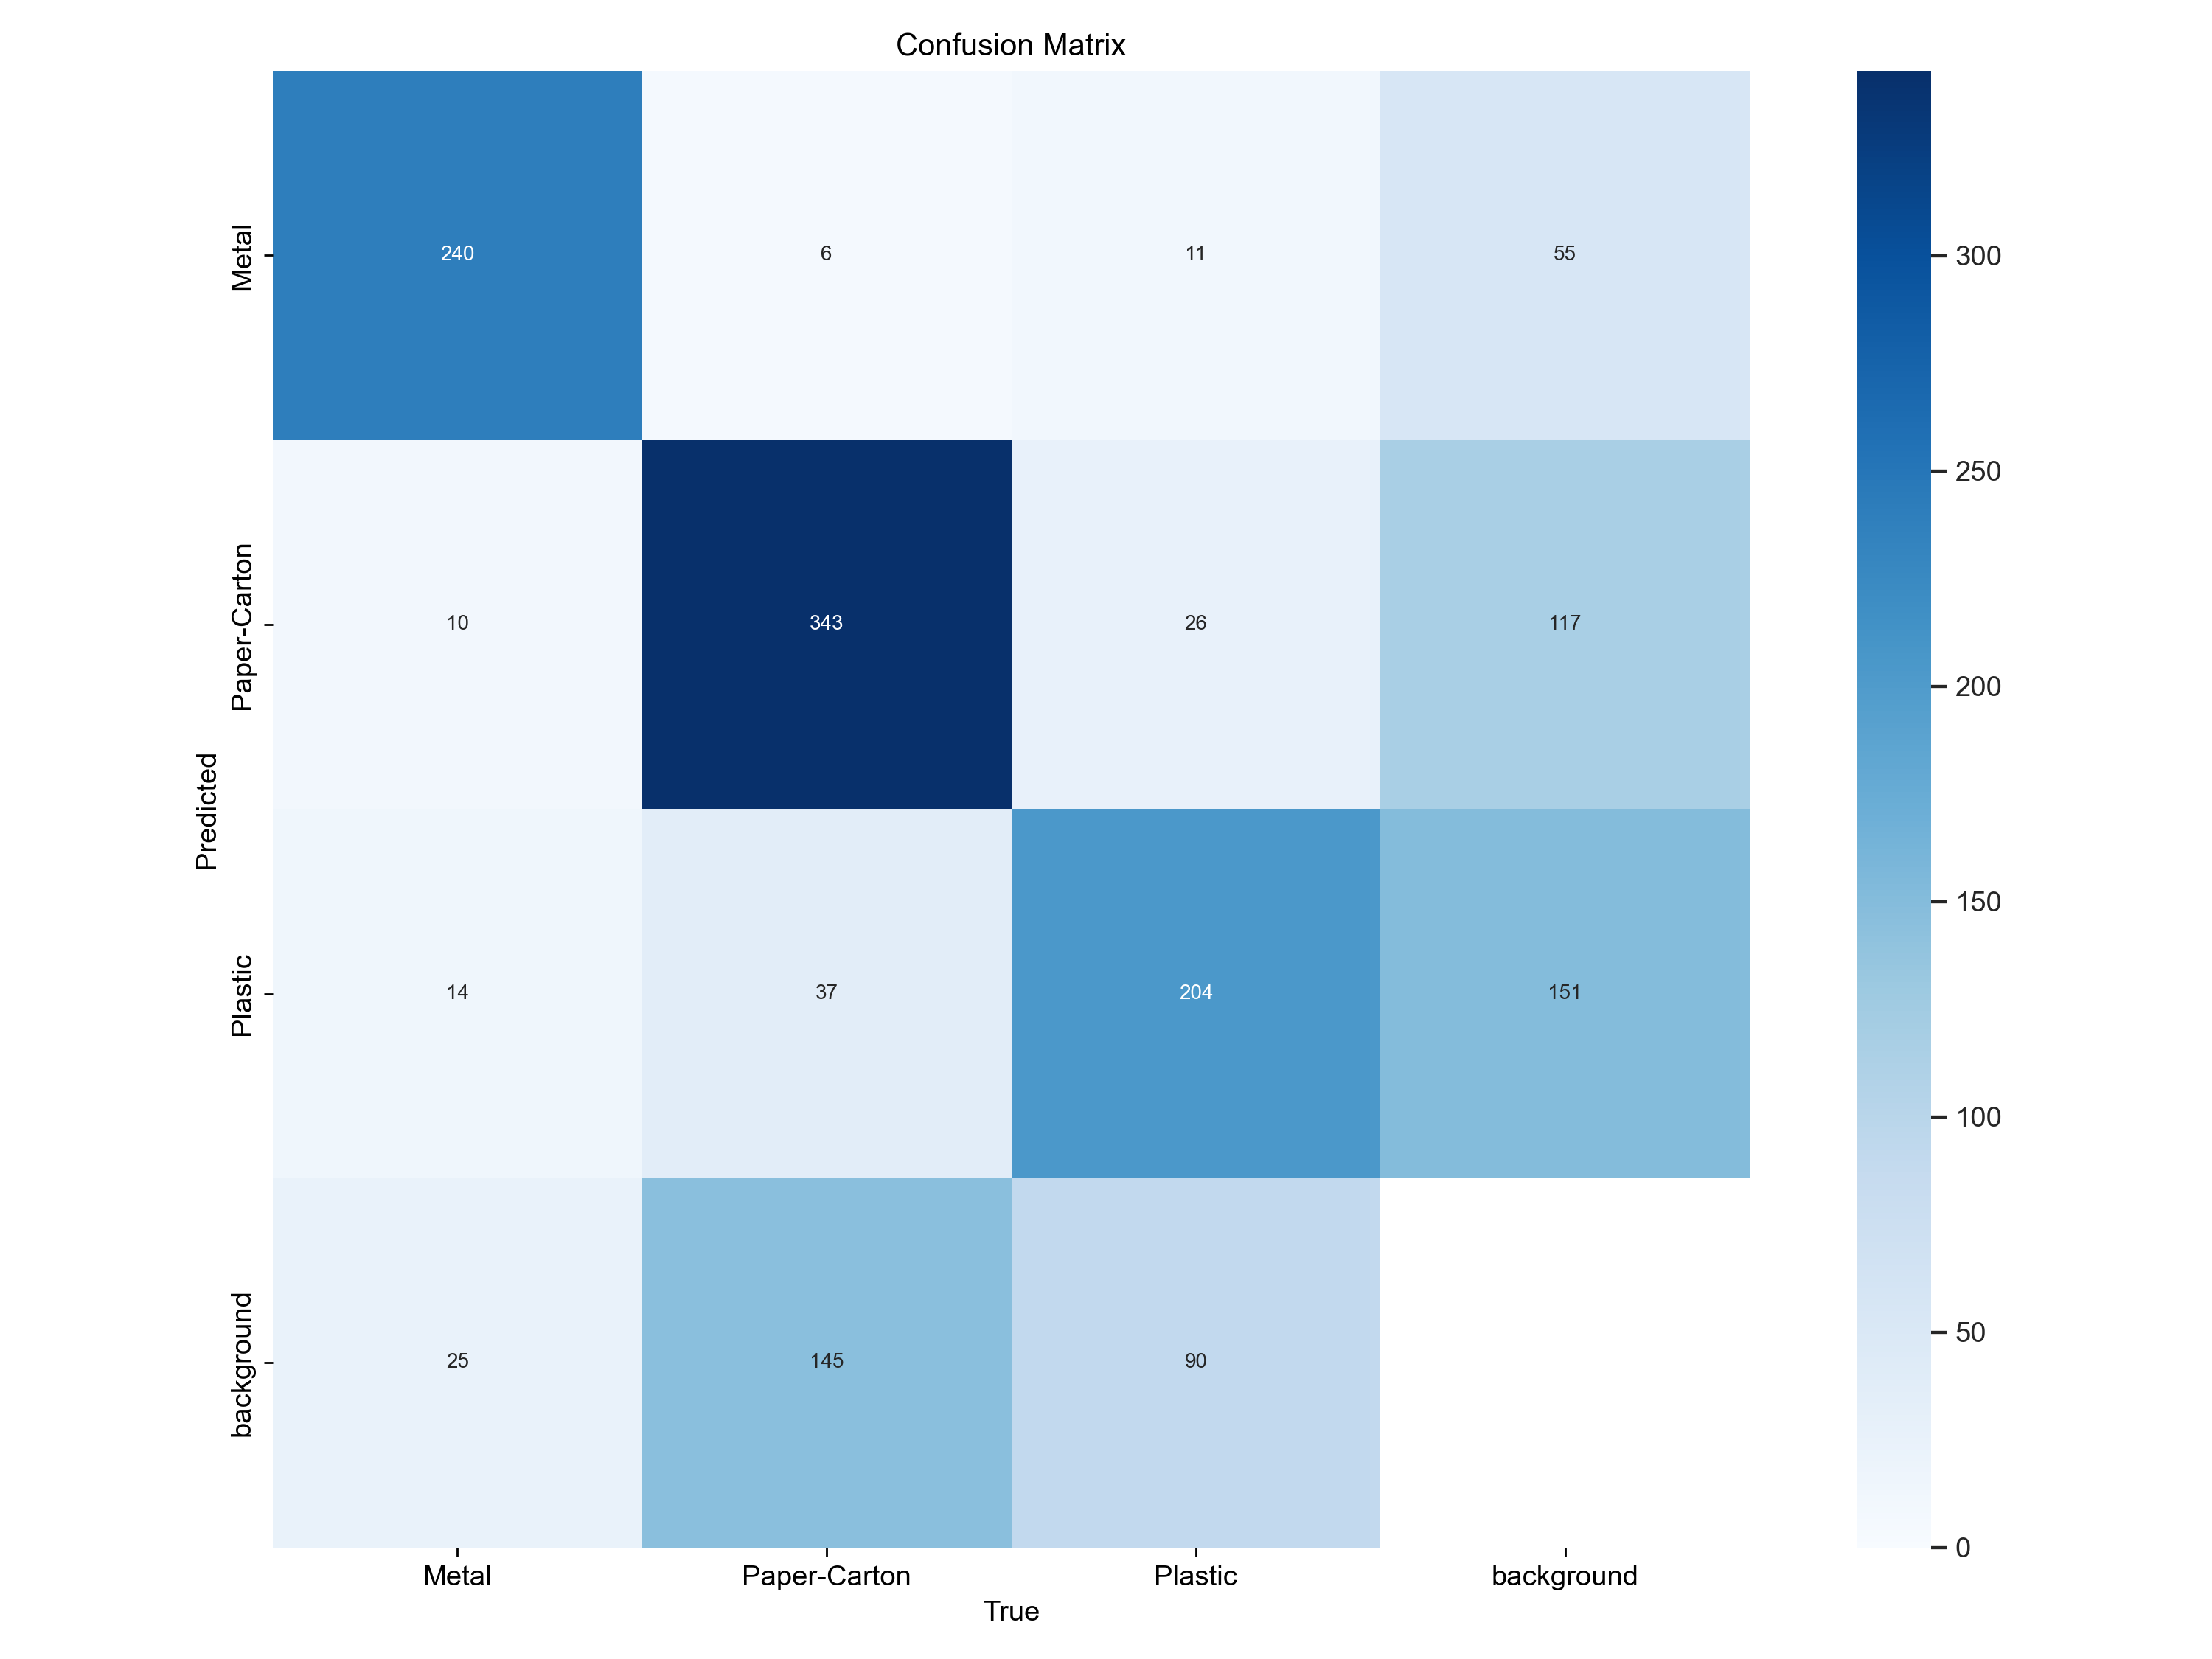 Confusion Matrix
Predicted
Metal
240
6
11
55
Paper-Carton
10
343
26
117
Plastic
14
37
204
151
background
25
145
90
Metal
Paper-Carton
Plastic
background
True
300
250
200
150
100
50
0